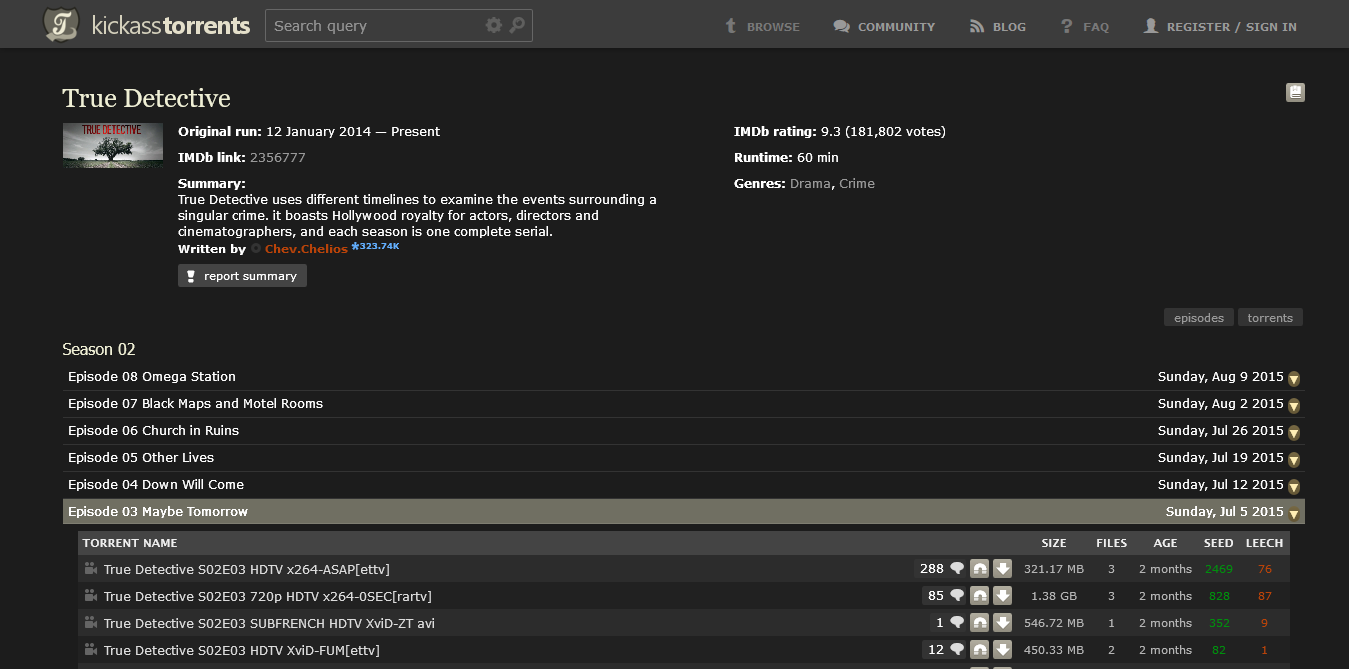 kickasstorrents
Search query
BROWSE
COMMUNITY
BLOG
? FAQ
REGISTER / SIGN IN
True Detective
TRUE DETECTIVE
Original run: 12 January 2014 — Present
IMDb link: 2356777
Summary:
True Detective uses different timelines to examine the events surrounding a
singular crime. it boasts Hollywood royalty for actors, directors and
cinematographers, and each season is one complete serial.
Written by Chev.Chelios *323.74K
report summary
IMDb rating: 9.3 (181,802 votes)
Runtime: 60 min
Genres: Drama, Crime
episodes torrents
Season 02
Episode 08 Omega Station Sunday, Aug 9 2015
Episode 07 Black Maps and Motel Rooms Sunday, Aug 2 2015
Episode 06 Church in Ruins Sunday, Jul 26 2015
Episode 05 Other Lives Sunday, Jul 19 2015
Episode 04 Down Will Come Sunday, Jul 12 2015
Episode 03 Maybe Tomorrow Sunday, Jul 5 2015
TORRENT NAME SIZE FILES AGE SEED LEECH
True Detective S02E03 HDTV x264-ASAP[ettv] 288 321.17 MB 3 2 months 2469 76
True Detective S02E03 720p HDTV x264-0SEC[rartv] 85 1.38 GB 3 2 months 828 87
True Detective S02E03 SUBFRENCH HDTV XviD-ZT avi 1 546.72 MB 1 2 months 352 9
True Detective S02E03 HDTV XviD-FUM[ettv] 12 450.33 MB 2 2 months 82 1